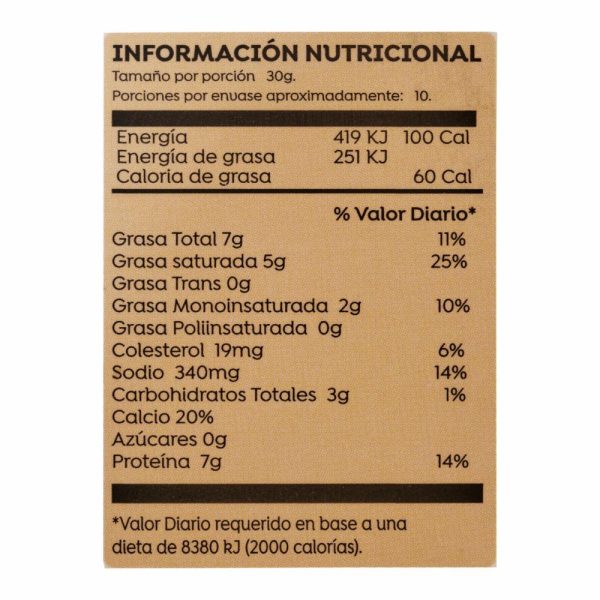 INFORMACIÓN NUTRICIONAL
Tamaño por porción 30g.
Porciones por envase aproximadamente: 10.
Energía 419 KJ 100 Cal
Energía de grasa 251 KJ
Caloria de grasa 60 Cal
% Valor Diario*
Grasa Total 7g 11%
Grasa saturada 5g 25%
Grasa Trans 0g
Grasa Monoinsaturada 2g 10%
Grasa Poliinsaturada 0g
Colesterol 19mg 6%
Sodio 340mg 14%
Carbohidratos Totales 3g 1%
Calcio 20%
Azúcares 0g
Proteína 7g 14%
*Valor Diario requerido en base a una
dieta de 8380 kJ (2000 calorías).